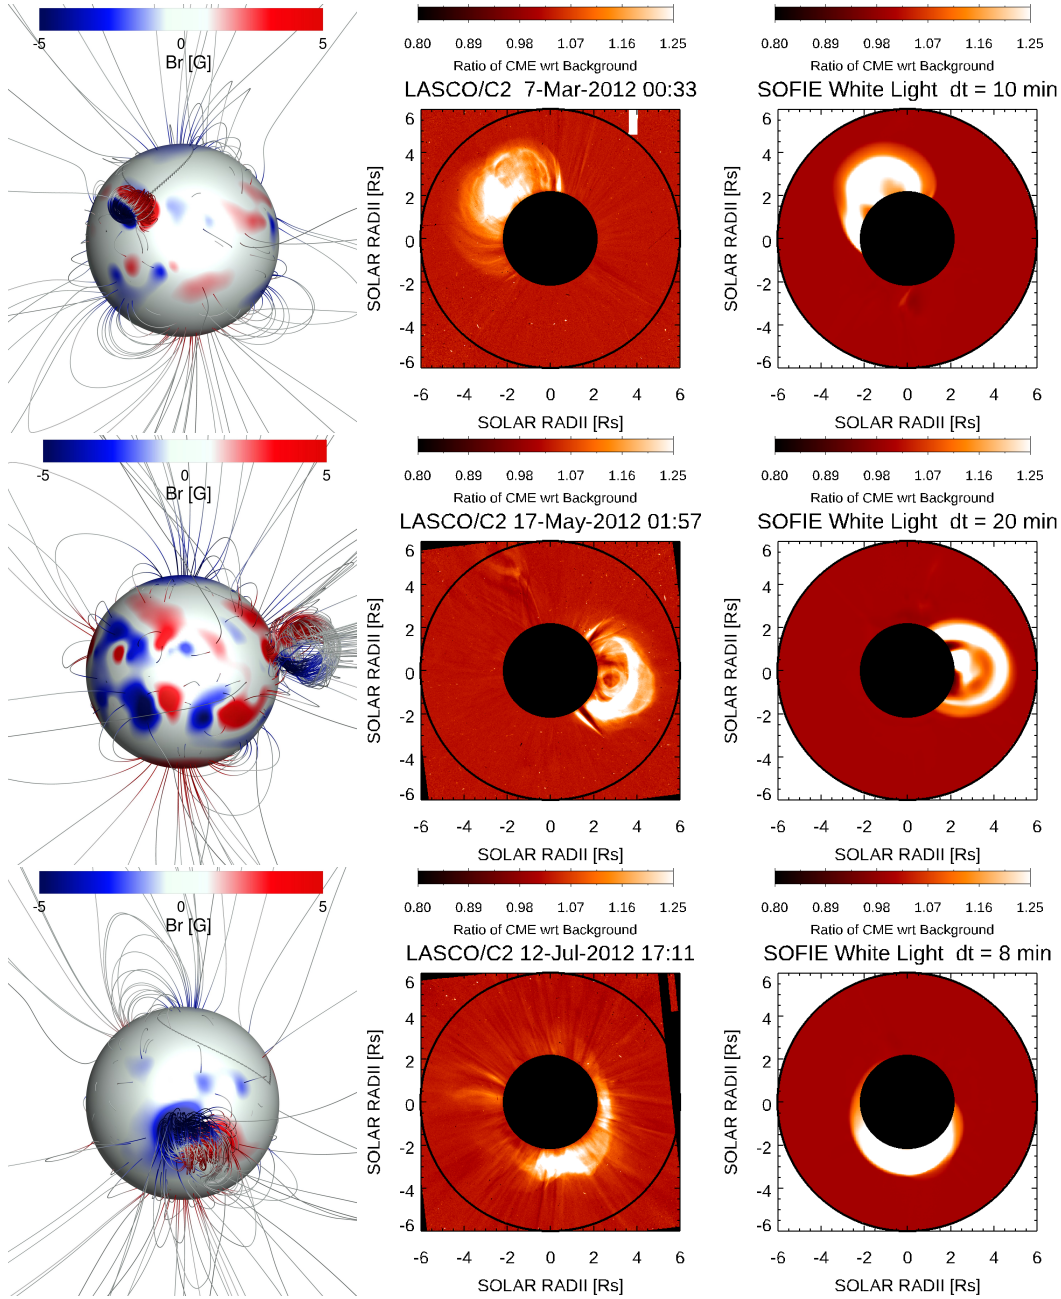 -5 0 5
Br [G]
0.80 0.89 0.98 1.07 1.16 1.25
Ratio of CME wrt Background
LASCO/C2 7-Mar-2012 00:33
SOLAR RADII [Rs]
6
4
2
0
-2
-4
-6
-6 -4 -2 0 2 4 6
SOLAR RADII [Rs]
0.80 0.89 0.98 1.07 1.16 1.25
Ratio of CME wrt Background
SOFIE White Light dt = 10 min
SOLAR RADII [Rs]
6
4
2
0
-2
-4
-6
-6 -4 -2 0 2 4 6
SOLAR RADII [Rs]
-5 0 5
Br [G]
0.80 0.89 0.98 1.07 1.16 1.25
Ratio of CME wrt Background
LASCO/C2 17-May-2012 01:57
SOLAR RADII [Rs]
6
4
2
0
-2
-4
-6
-6 -4 -2 0 2 4 6
SOLAR RADII [Rs]
0.80 0.89 0.98 1.07 1.16 1.25
Ratio of CME wrt Background
SOFIE White Light dt = 20 min
SOLAR RADII [Rs]
6
4
2
0
-2
-4
-6
-6 -4 -2 0 2 4 6
SOLAR RADII [Rs]
-5 0 5
Br [G]
0.80 0.89 0.98 1.07 1.16 1.25
Ratio of CME wrt Background
LASCO/C2 12-Jul-2012 17:11
SOLAR RADII [Rs]
6
4
2
0
-2
-4
-6
-6 -4 -2 0 2 4 6
SOLAR RADII [Rs]
0.80 0.89 0.98 1.07 1.16 1.25
Ratio of CME wrt Background
SOFIE White Light dt = 8 min
SOLAR RADII [Rs]
6
4
2
0
-2
-4
-6
-6 -4 -2 0 2 4 6
SOLAR RADII [Rs]